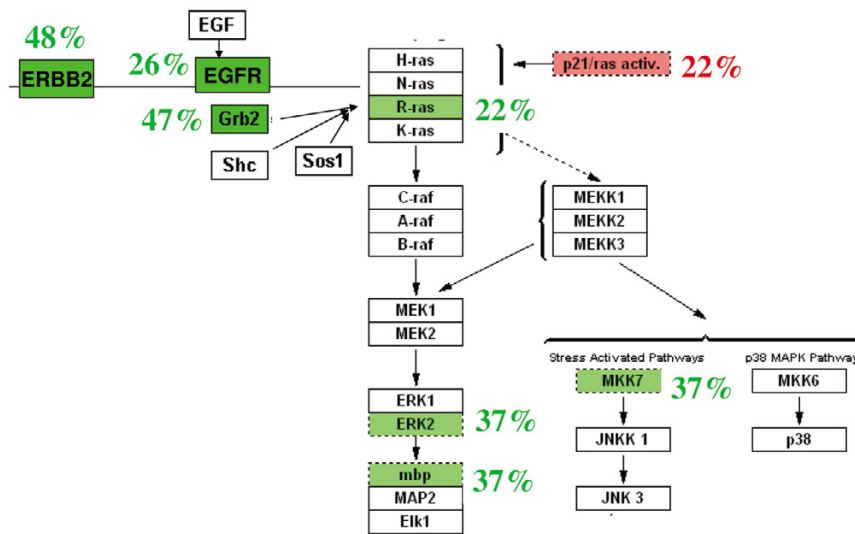 EGF
48%
ERBB2
26%
EGFR
47%
Grb2
Shc
Sos1
H-ras
N-ras
R-ras
K-ras
22%
p21/ras activ.
22%
C-raf
A-raf
B-raf
MEKK1
MEKK2
MEKK3
MEK1
MEK2
ERK1
ERK2
37%
mbp
MAP2
Elk1
37%
Stress Activated Pathways
MKK7
37%
JNKK 1
JNK 3
p38 MAPK Pathway
MKK6
p38